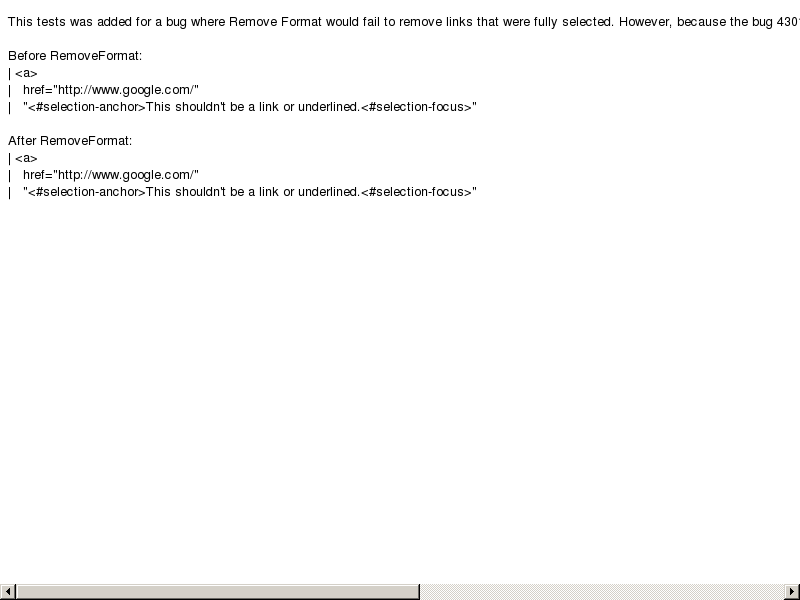 This tests was added for a bug where Remove Format would fail to remove links that were fully selected. However, because the bug
Before RemoveFormat:
| <a>
|   href="http://www.google.com/"
|   "<#selection-anchor>This shouldn't be a link or underlined.<#selection-focus>"
After RemoveFormat:
| <a>
|   href="http://www.google.com/"
|   "<#selection-anchor>This shouldn't be a link or underlined.<#selection-focus>"